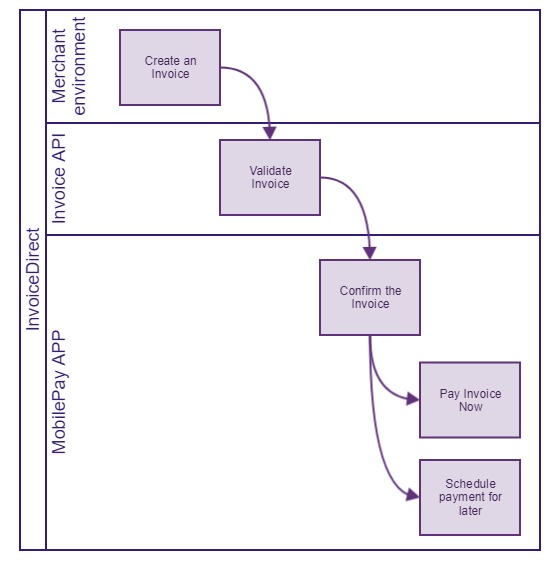 InvoiceDirect
Merchant
environment
Create an
Invoice
Invoice API
Validate
Invoice
MobilePay APP
Confirm the
Invoice
Pay Invoice
Now
Schedule
payment for
later